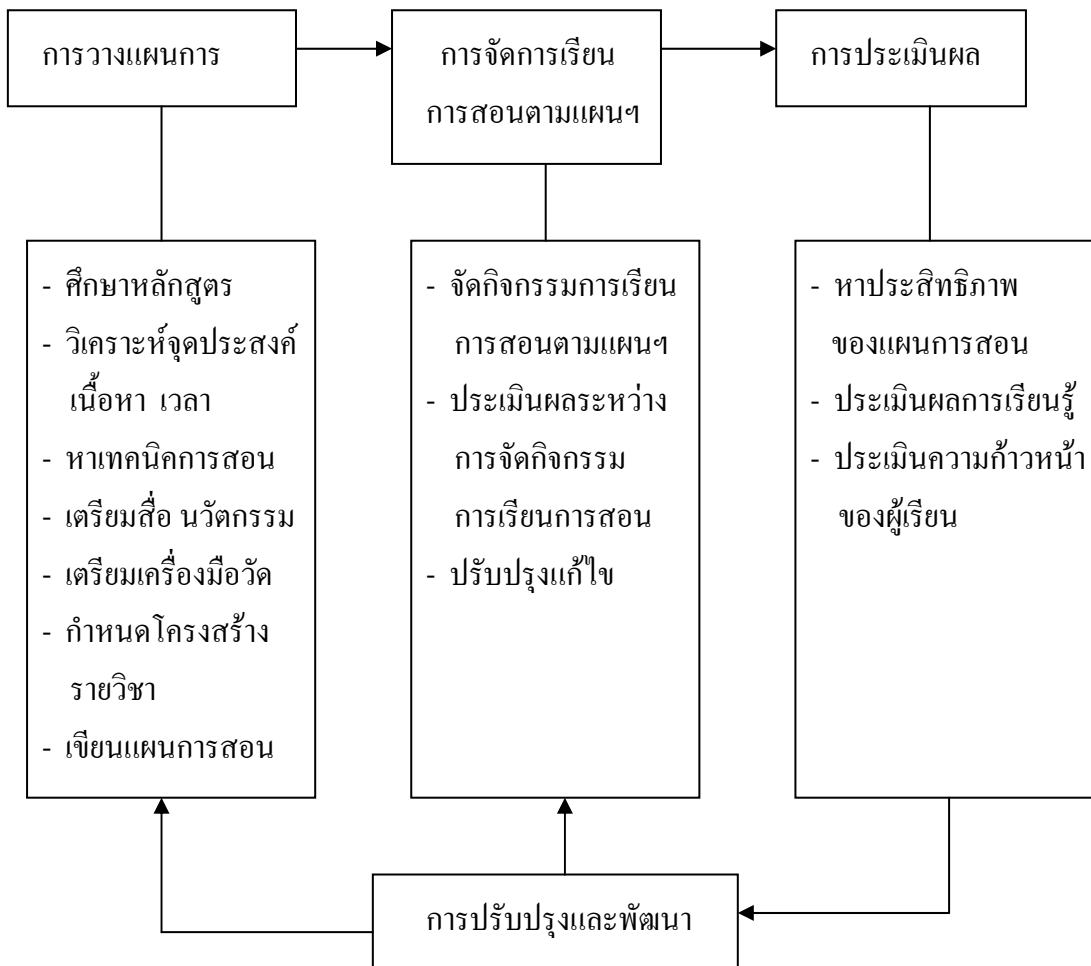 การวางแผนการ
การจัดการเรียน
การสอนตามแผนฯ
การประเมินผล
- ศึกษาหลักสูตร
- วิเคราะห์จุดประสงค์
เนื้อหา เวลา
- หาเทคนิคการสอน
- เตรียมสื่อ นวัตกรรม
- เตรียมเครื่องมือวัด
- กำหนดโครงสร้าง
รายวิชา
- เขียนแผนการสอน
- จัดกิจกรรมการเรียน
การสอนตามแผนฯ
- ประเมินผลระหว่าง
การจัดกิจกรรม
การเรียนการสอน
- ปรับปรุงแก้ไข
- หาประสิทธิภาพ
ของแผนการสอน
- ประเมินผลการเรียนรู้
- ประเมินความก้าวหน้า
ของผู้เรียน
การปรับปรุงและพัฒนา